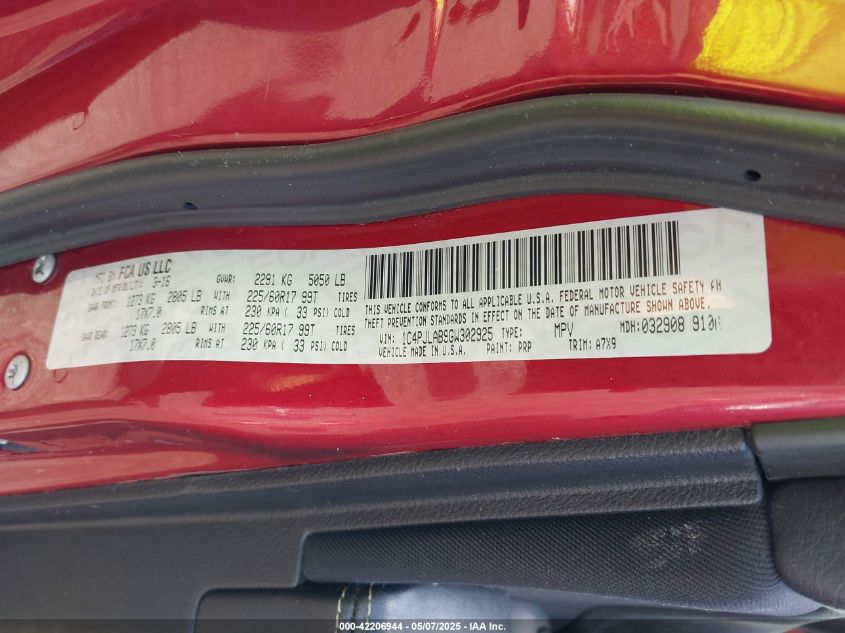 MFD BY FCA US LLC
DATE OF MFR/MOBILITY: 3-16 GVWR: 2291 KG 5050 LB
GAWR FRONT: 1273 KG 2805 LB WITH 225/60R17 99T TIRES
17X7.0 RIMS AT 230 KPA ( 33 PSI) COLD
GAWR REAR: 1273 KG 2805 LB WITH 225/60R17 99T TIRES
17X7.0 RIMS AT 230 KPA ( 33 PSI) COLD
THIS VEHICLE CONFORMS TO ALL APPLICABLE U.S.A. FEDERAL MOTOR VEHICLE SAFETY AN
THEFT PREVENTION STANDARDS IN EFFECT ON THE DATE OF MANUFACTURE SHOWN ABOVE.
VIN: 1C4PJLAB9GW302925 TYPE: MPV MDH: 032908 910
VEHICLE MADE IN U.S.A. PAINT: PRP TRIM: A7X9
000-42206944 — 05/07/2025 — IAA Inc.